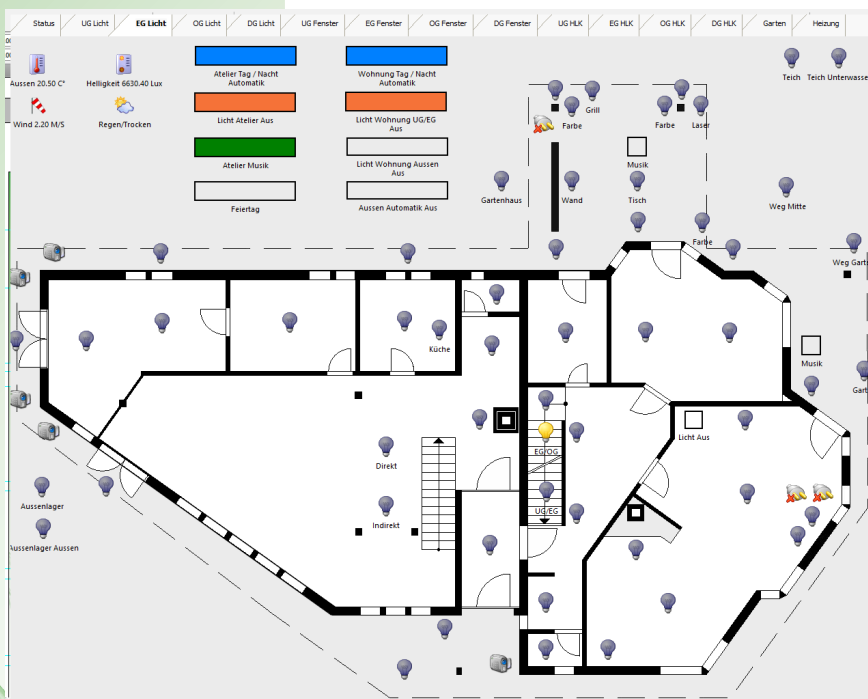 Status UG Licht EG Licht OG Licht DG Licht UG Fenster EG Fenster OG Fenster DG Fenster UG HLK EG HLK OG HLK DG HLK Garten Heizung
Aussen 20.50 C°
Helligkeit 6630.40 Lux
Wind 2.20 M/S
Regen/Trocken
Atelier Tag / Nacht
Automatik
Wohnung Tag / Nacht
Automatik
Licht Atelier Aus
Licht Wohnung UG/EG
Aus
Atelier Musik
Licht Wohnung Aussen
Aus
Feiertag
Aussen Automatik Aus
Teich
Teich Unterwasse
Grill
Farbe
Farbe
Laser
Musik
Gartenhaus
Wand
Tisch
Weg Mitte
Farbe
Weg Gart
Küche
Musik
Gart
Licht Aus
Direkt
EG/OG
Indirekt
UG/EG
Aussenlager
Aussenlager Aussen